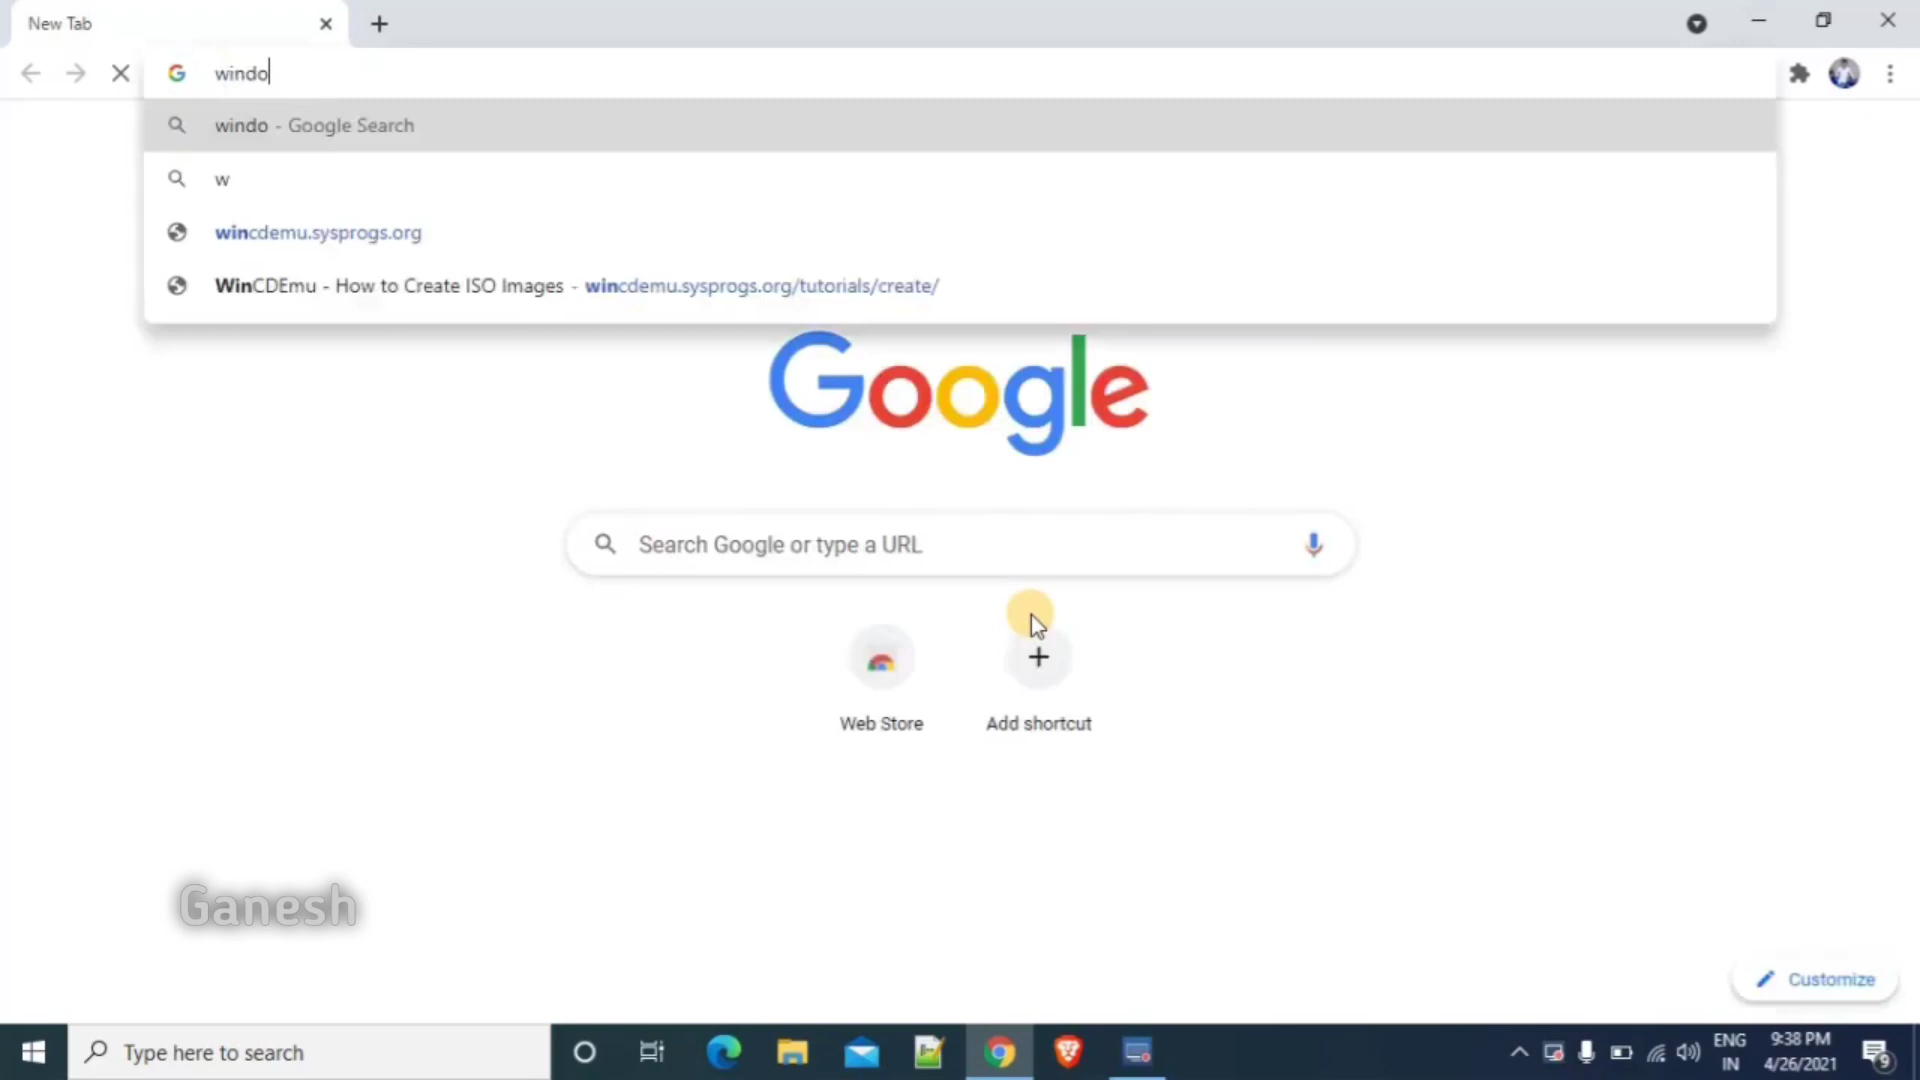 New Tab
windo
windo - Google Search
w
wincdemu.sysprogs.org
WinCDEmu - How to Create ISO Images - wincdemu.sysprogs.org/tutorials/create/
Google
Search Google or type a URL
Web Store
Add shortcut
Ganesh
Customize
Type here to search
ENG
IN
9:38 PM
4/26/2021
9